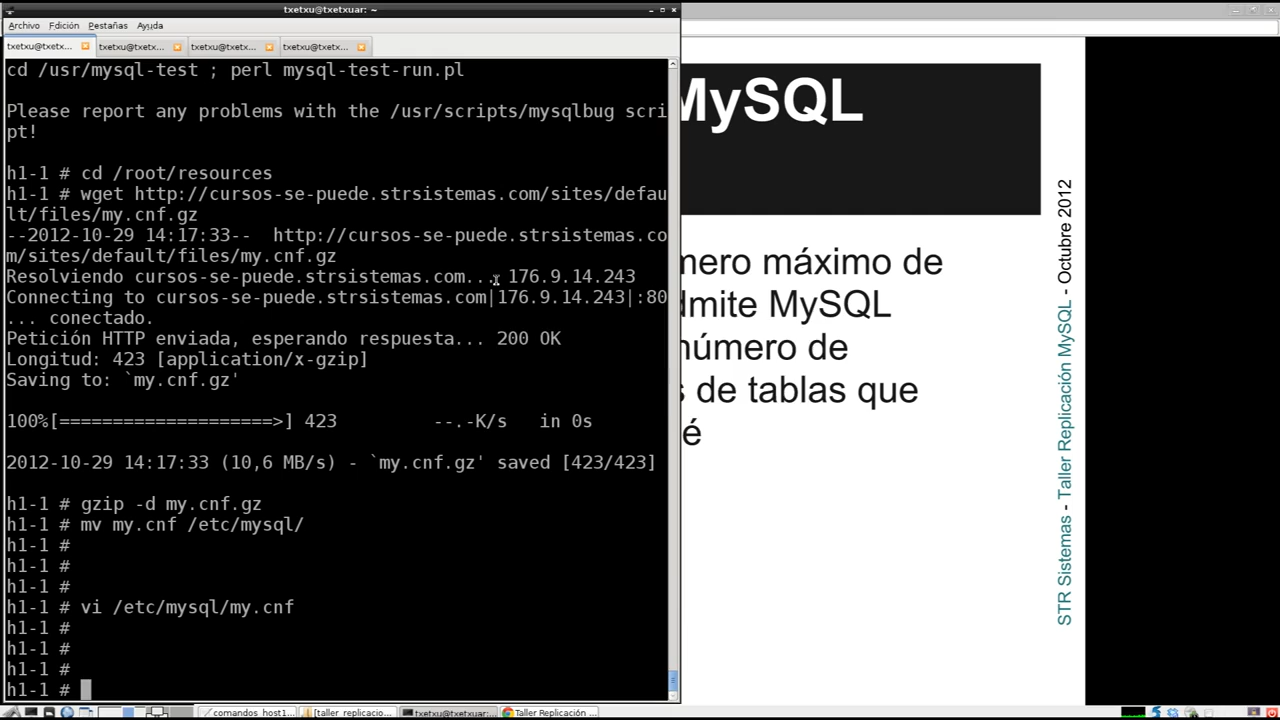 txetxu@txetxuar: ~
Archivo Edición Pestañas Ayuda
txetxu@txetx... txetxu@txetx... txetxu@txetx... txetxu@txetx...
cd /usr/mysql-test ; perl mysql-test-run.pl
Please report any problems with the /usr/scripts/mysqlbug scri
pt!
h1-1 # cd /root/resources
h1-1 # wget http://cursos-se-puede.strsistemas.com/sites/defau
lt/files/my.cnf.gz
--2012-10-29 14:17:33--  http://cursos-se-puede.strsistemas.co
m/sites/default/files/my.cnf.gz
Resolviendo cursos-se-puede.strsistemas.com... 176.9.14.243
Connecting to cursos-se-puede.strsistemas.com|176.9.14.243|:80
... conectado.
Petición HTTP enviada, esperando respuesta... 200 OK
Longitud: 423 [application/x-gzip]
Saving to: `my.cnf.gz'
100%[====================>] 423         --.-K/s   in 0s
2012-10-29 14:17:33 (10,6 MB/s) - `my.cnf.gz' saved [423/423]
h1-1 # gzip -d my.cnf.gz
h1-1 # mv my.cnf /etc/mysql/
h1-1 #
h1-1 #
h1-1 #
h1-1 # vi /etc/mysql/my.cnf
h1-1 #
h1-1 #
h1-1 #
h1-1 #
MySQL
mero máximo de
dmite MySQL
número de
s de tablas que
é
STR Sistemas - Taller Replicación MySQL - Octubre 2012
comandos_host1... [taller_replicacio... txetxu@txetxuar:... Taller Replicación ...